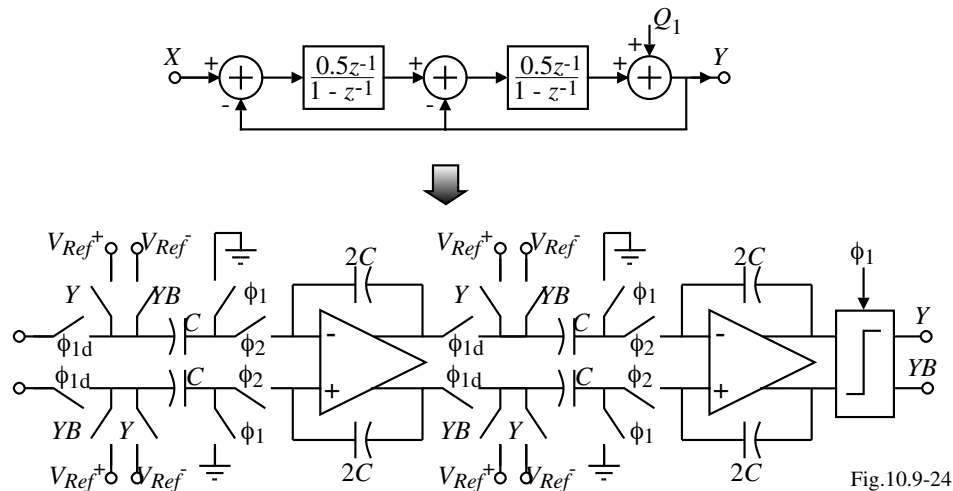 Q1
X + + + + Y
0.5z-1 0.5z-1
1 - z-1 1 - z-1
- -
VRef+ VRef- VRef+ VRef-
2C 2C
Y YB ϕ1 Y YB ϕ1 ϕ1
C C Y
ϕ1d ϕ2 - ϕ1d ϕ2 -
ϕ1d C ϕ2 + ϕ1d C ϕ2 + YB
YB Y ϕ1 YB Y ϕ1
2C 2C
VRef+ VRef- VRef+ VRef-
Fig.10.9-24